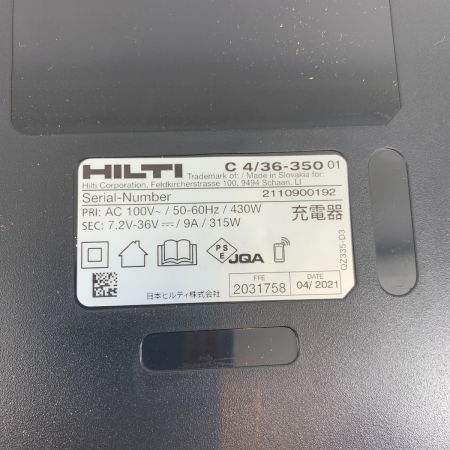 HILTI C 4/36-350 01
Trademark of: / Made in Slovakia for:
Hilti Corporation, Feldkircherstrasse 100, 9494 Schaan, LI
Serial-Number 2110900192
PRI: AC 100V~ / 50-60Hz / 430W
SEC: 7.2V-36V ⎓ / 9A / 315W
充電器
PS
E
JQA
日本ヒルティ株式会社
FFE
2031758
DATE
04/ 2021
QZ335-D3